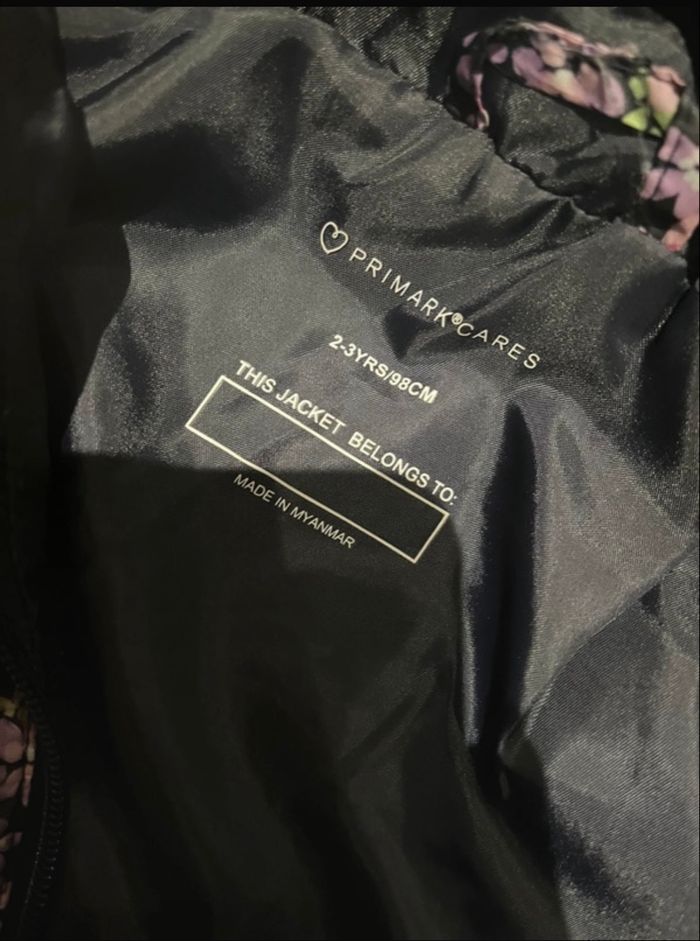 PRIMARK®CARES
2-3YRS/98CM
THIS JACKET BELONGS TO:
MADE IN MYANMAR